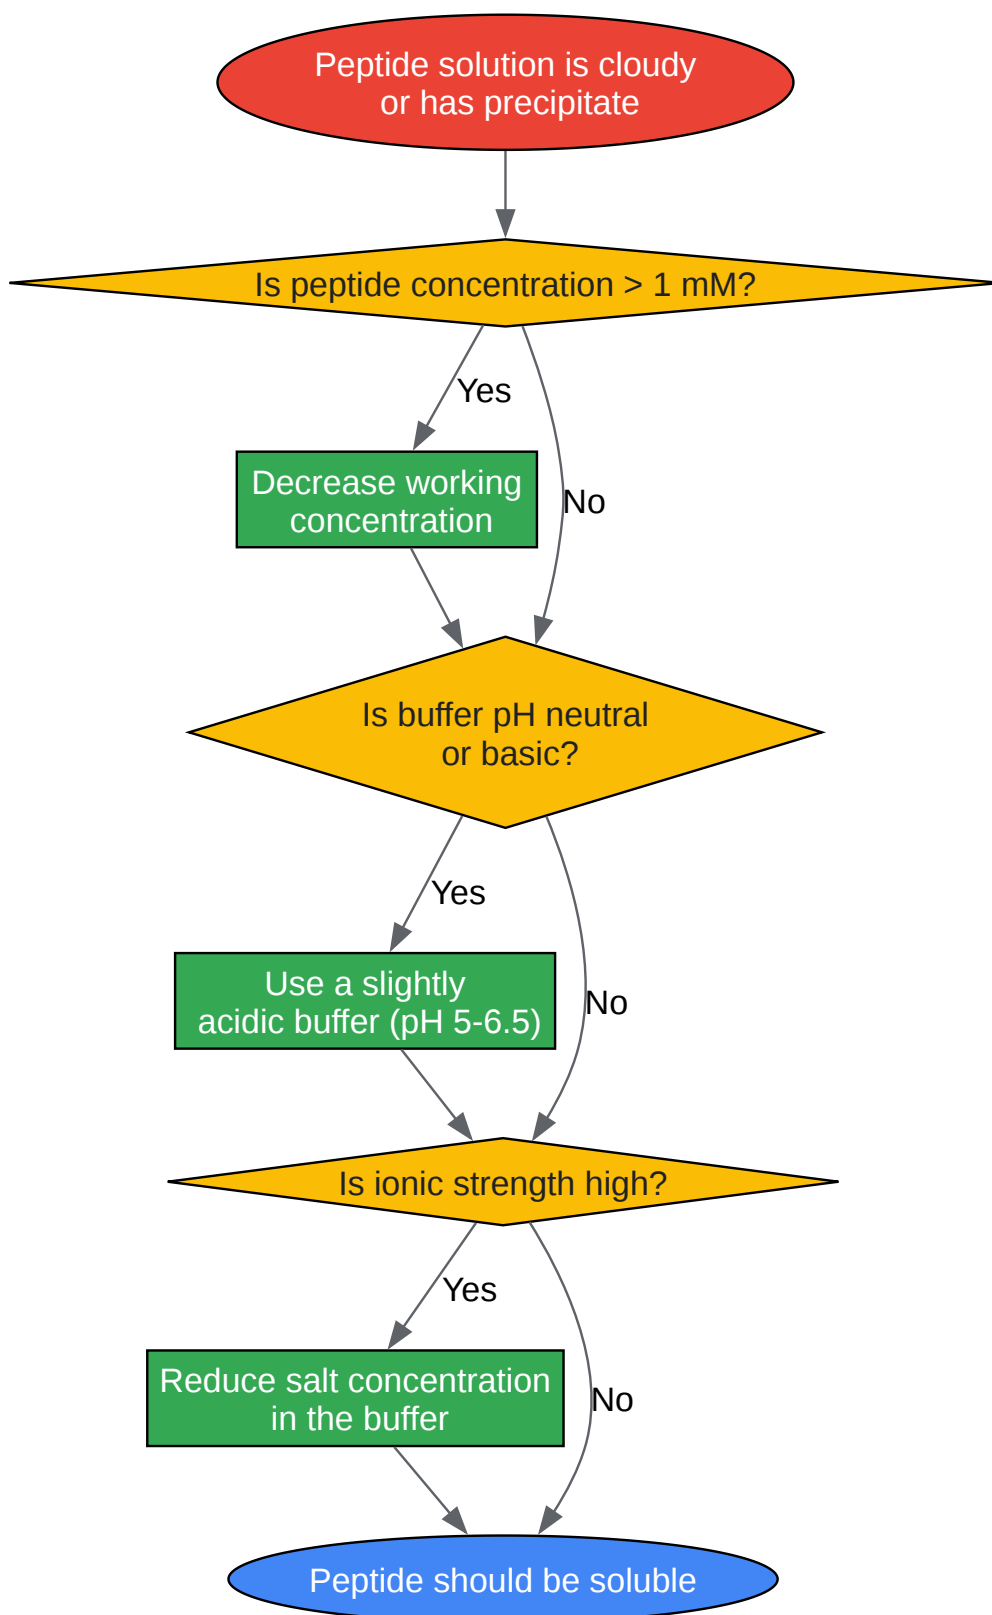 Peptide solution is cloudy
or has precipitate
Is peptide concentration > 1 mM?
Yes
Decrease working
concentration
No
Is buffer pH neutral
or basic?
Yes
Use a slightly
acidic buffer (pH 5-6.5)
No
Is ionic strength high?
Yes
Reduce salt concentration
in the buffer
No
Peptide should be soluble